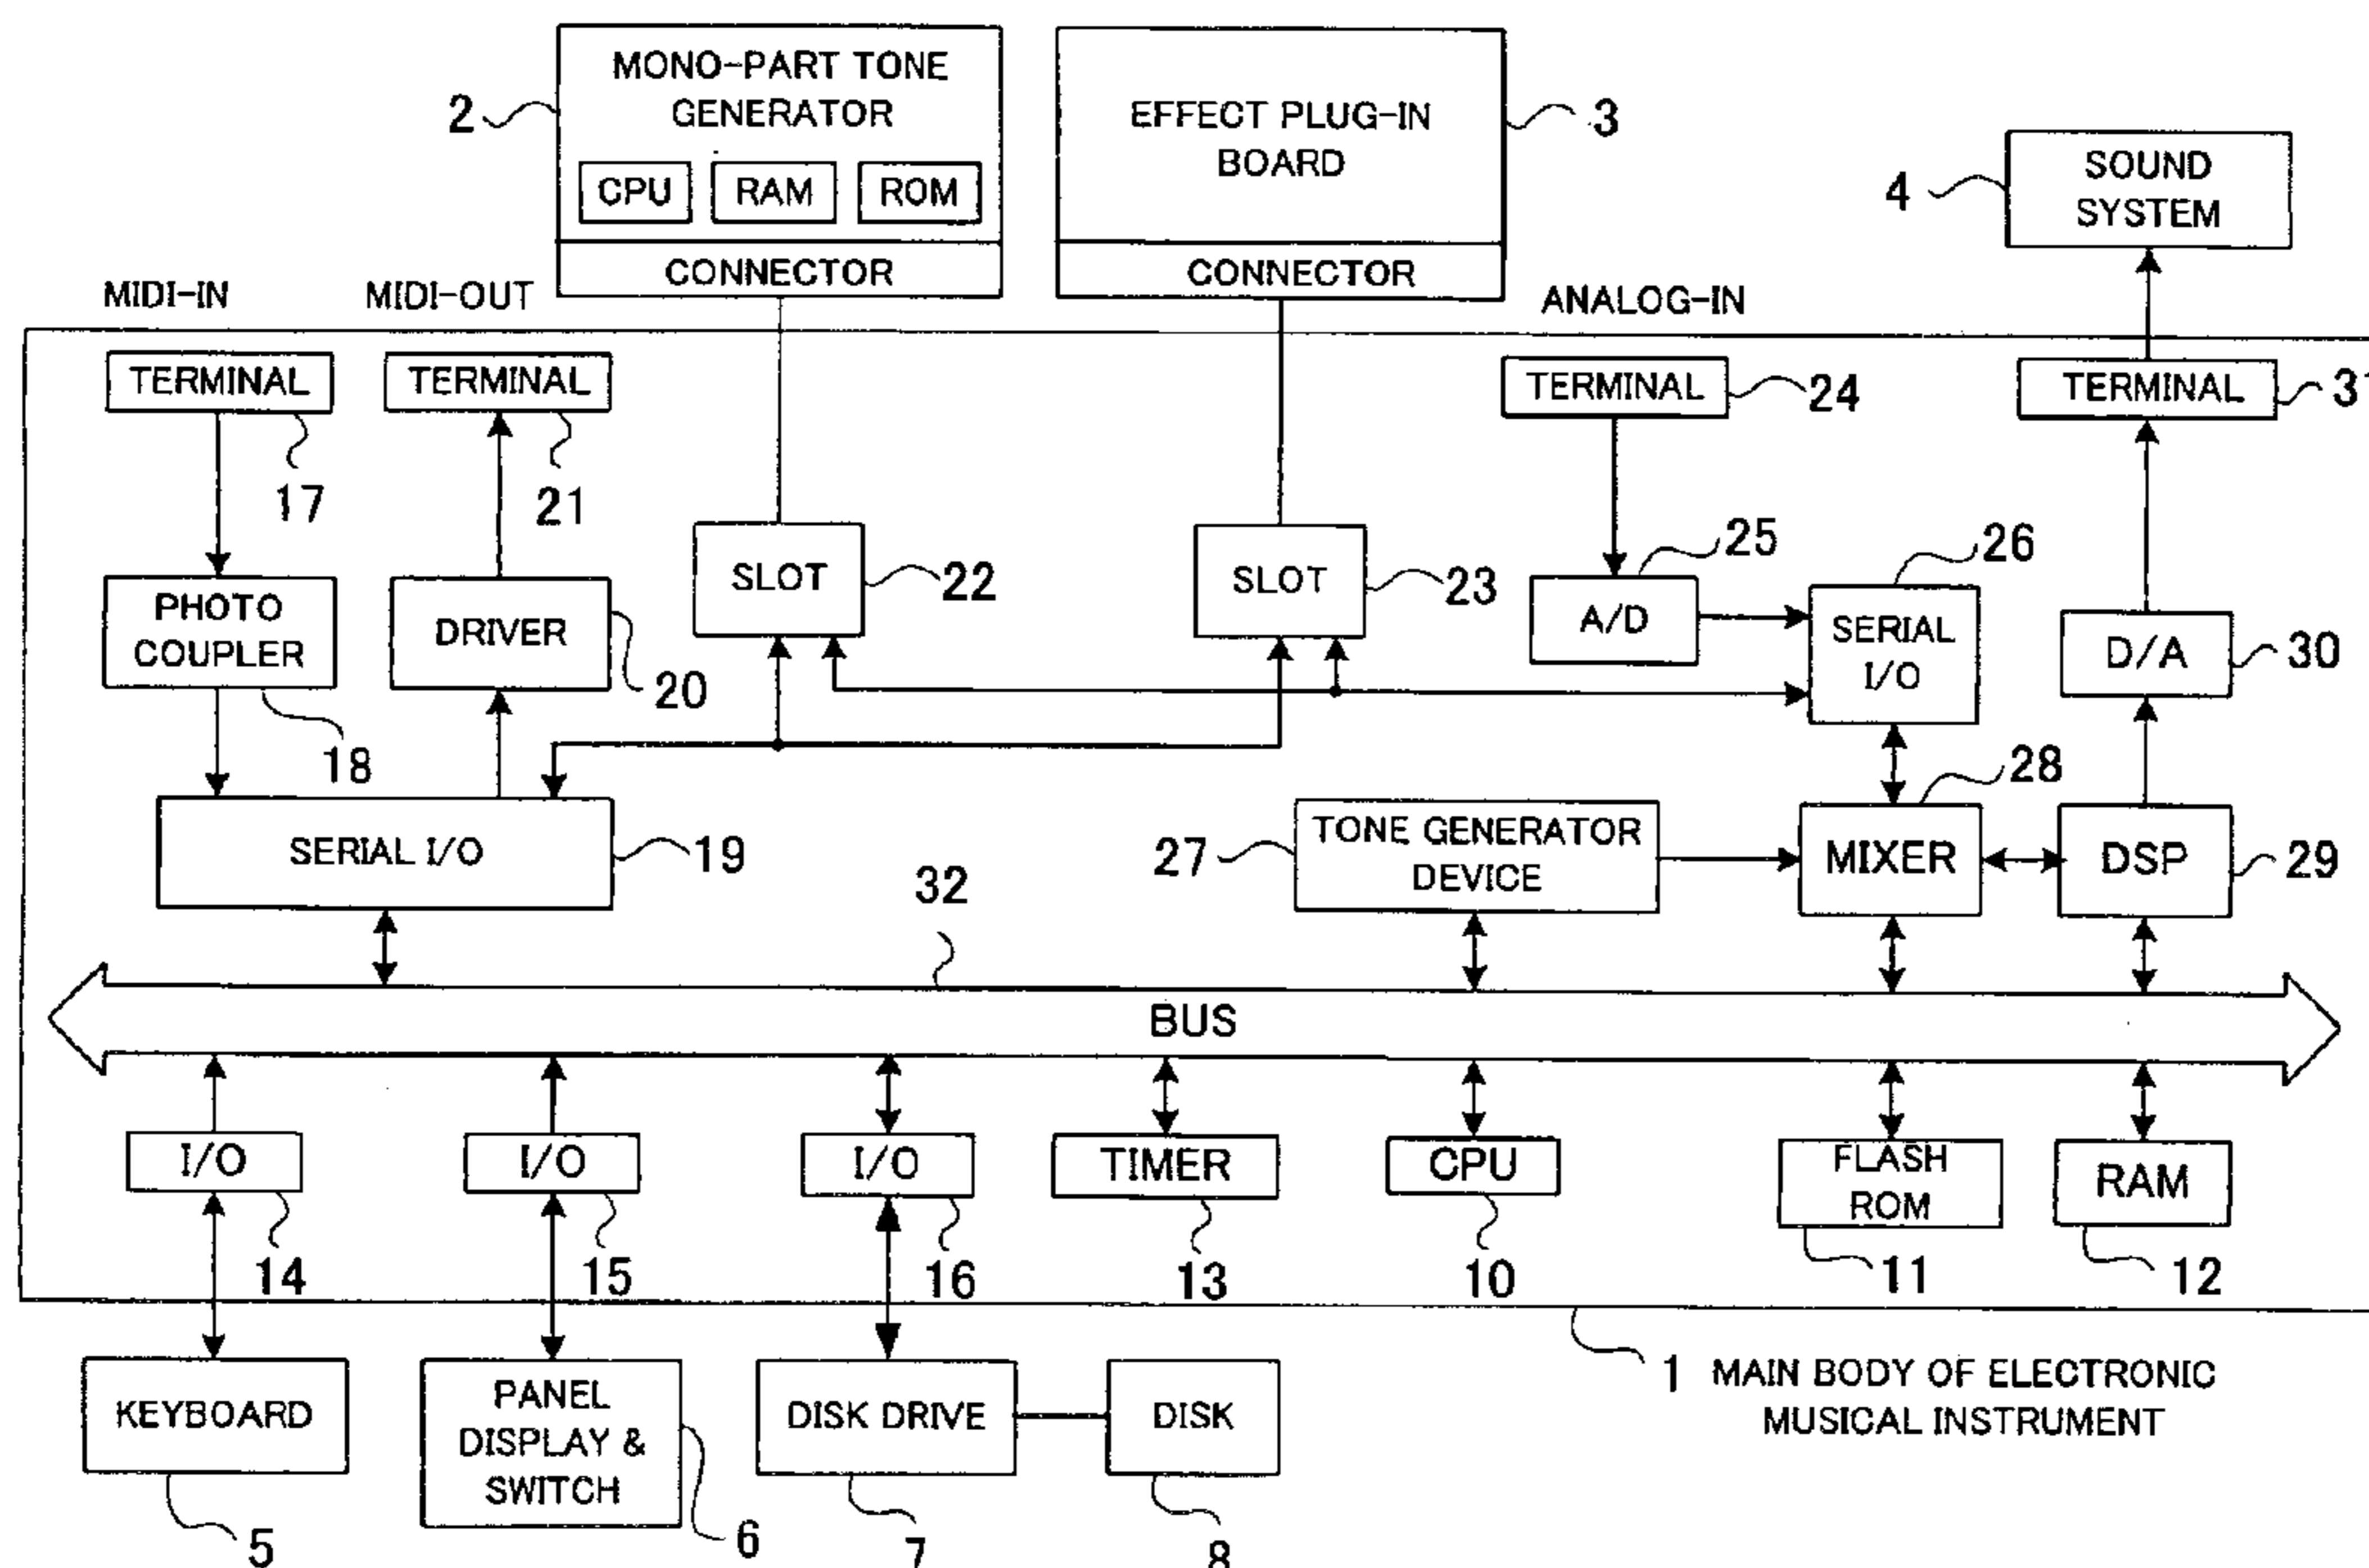 MONO-PART TONE
GENERATOR
2
CPU RAM ROM
CONNECTOR
EFFECT PLUG-IN
BOARD
3
CONNECTOR
SOUND
SYSTEM
4
MIDI-IN
MIDI-OUT
ANALOG-IN
TERMINAL
17
TERMINAL
21
TERMINAL
24
TERMINAL
31
PHOTO
COUPLER
18
DRIVER
20
SLOT
22
SLOT
23
A/D
25
SERIAL
I/O
26
D/A
30
SERIAL I/O
19
TONE GENERATOR
DEVICE
27
MIXER
28
DSP
29
32
BUS
I/O
14
I/O
15
I/O
16
TIMER
13
CPU
10
FLASH
ROM
11
RAM
12
KEYBOARD
5
PANEL
DISPLAY &
SWITCH
6
DISK DRIVE
7
DISK
8
1 MAIN BODY OF ELECTRONIC
MUSICAL INSTRUMENT